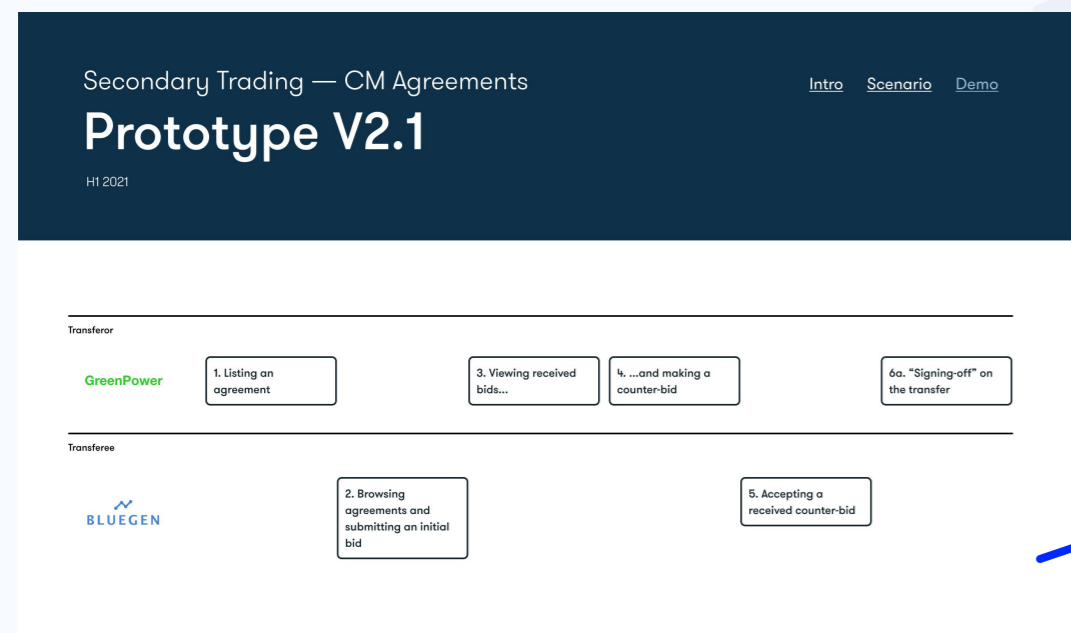 Secondary Trading — CM Agreements
Intro Scenario Demo
Prototype V2.1
H1 2021
Transferor
GreenPower
1. Listing an
agreement
3. Viewing received
bids...
4. ...and making a
counter-bid
6a. “Signing-off” on
the transfer
Transferee
BLUEGEN
2. Browsing
agreements and
submitting an initial
bid
5. Accepting a
received counter-bid